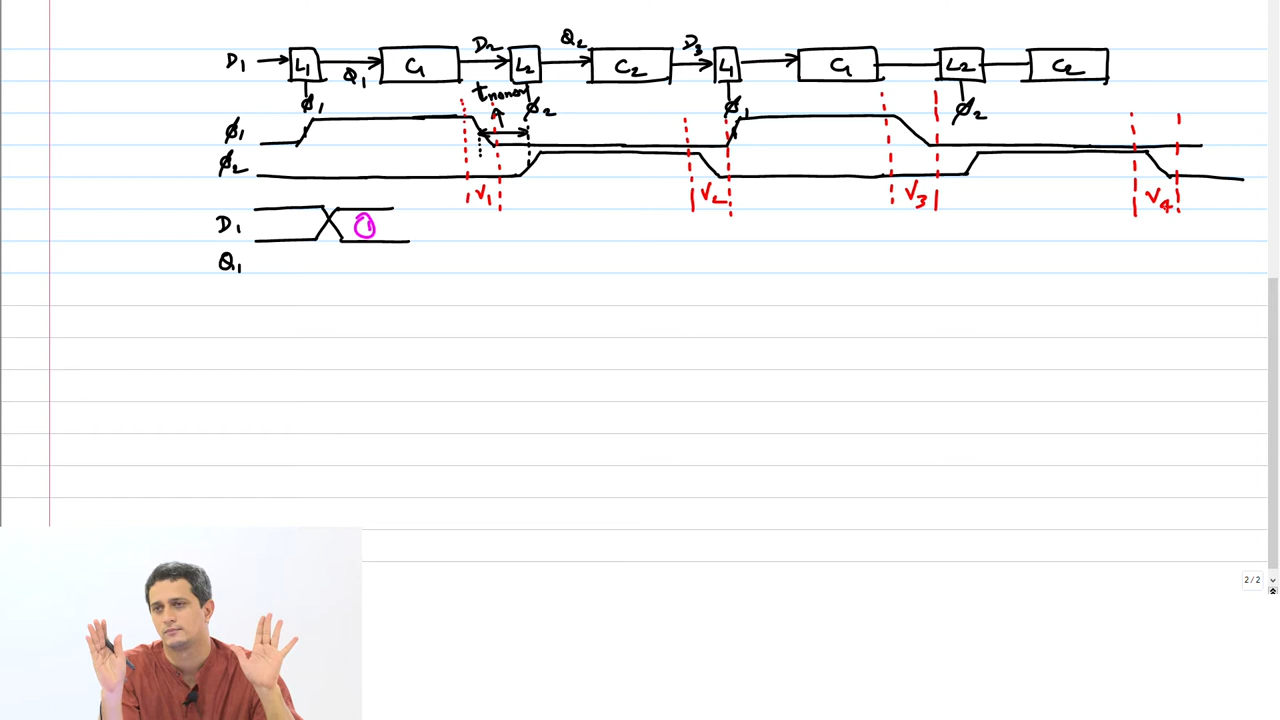 D₁ L₁ Q₁ C₁ D₂ L₂ Q₂ C₂ D₃ L₁ C₁ L₂ C₂
ϕ₁ ϕ₂ ϕ₁ ϕ₂
tnonov
ϕ₁
ϕ₂
V₁ V₂ V₃ V₄
D₁ 1
Q₁
2/2